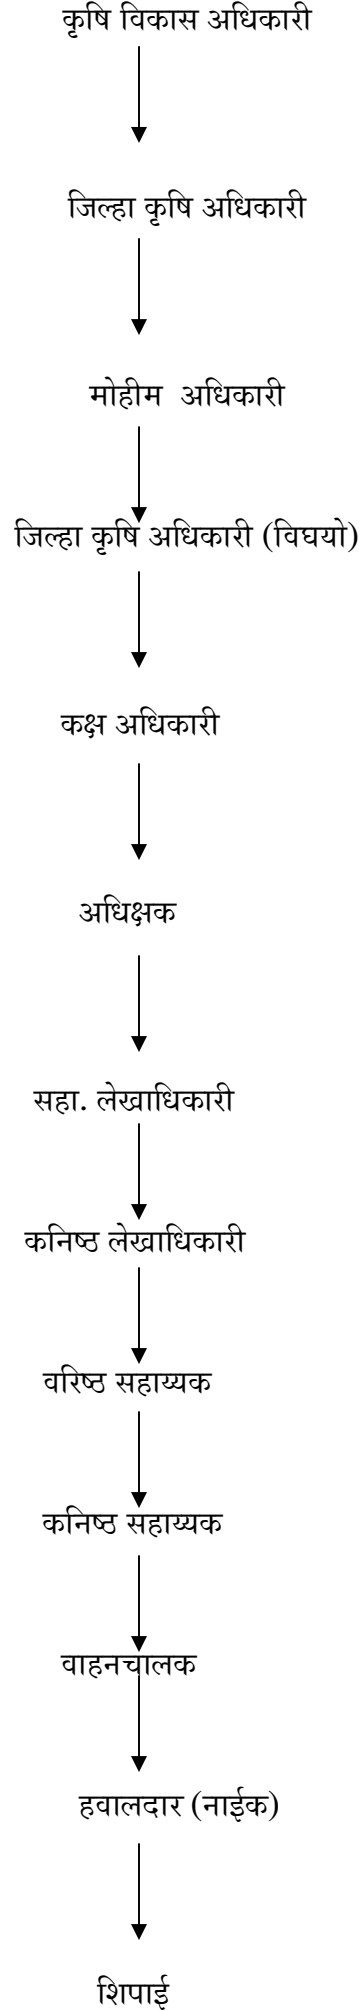 कृषि विकास अधिकारी
जिल्हा कृषि अधिकारी
मोहीम अधिकारी
जिल्हा कृषि अधिकारी (विघयो)
कक्ष अधिकारी
अधिक्षक
सहा. लेखाधिकारी
कनिष्ठ लेखाधिकारी
वरिष्ठ सहाय्यक
कनिष्ठ सहाय्यक
वाहनचालक
हवालदार (नाईक)
शिपाई